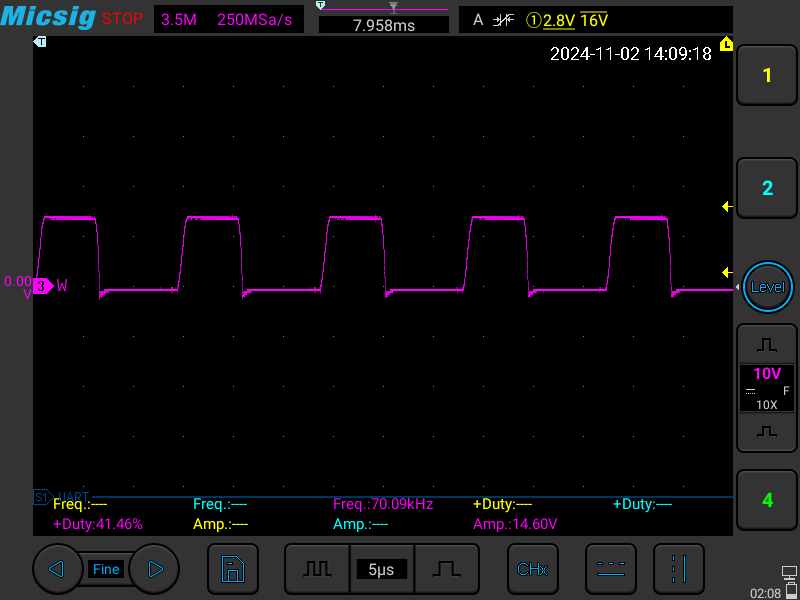 Micsig STOP 3.5M 250MSa/s 7.958ms A 1 2.8V 16V
T
T L
2024-11-02 14:09:18
1
2
0.00 3 W
V
Level
10V
F
10X
S1 UART
Freq.:---- Freq.:---- Freq.:70.09kHz +Duty:---- +Duty:----
+Duty:41.46% Amp.:---- Amp.:---- Amp.:14.60V
4
Fine 5μs CHx
02:08